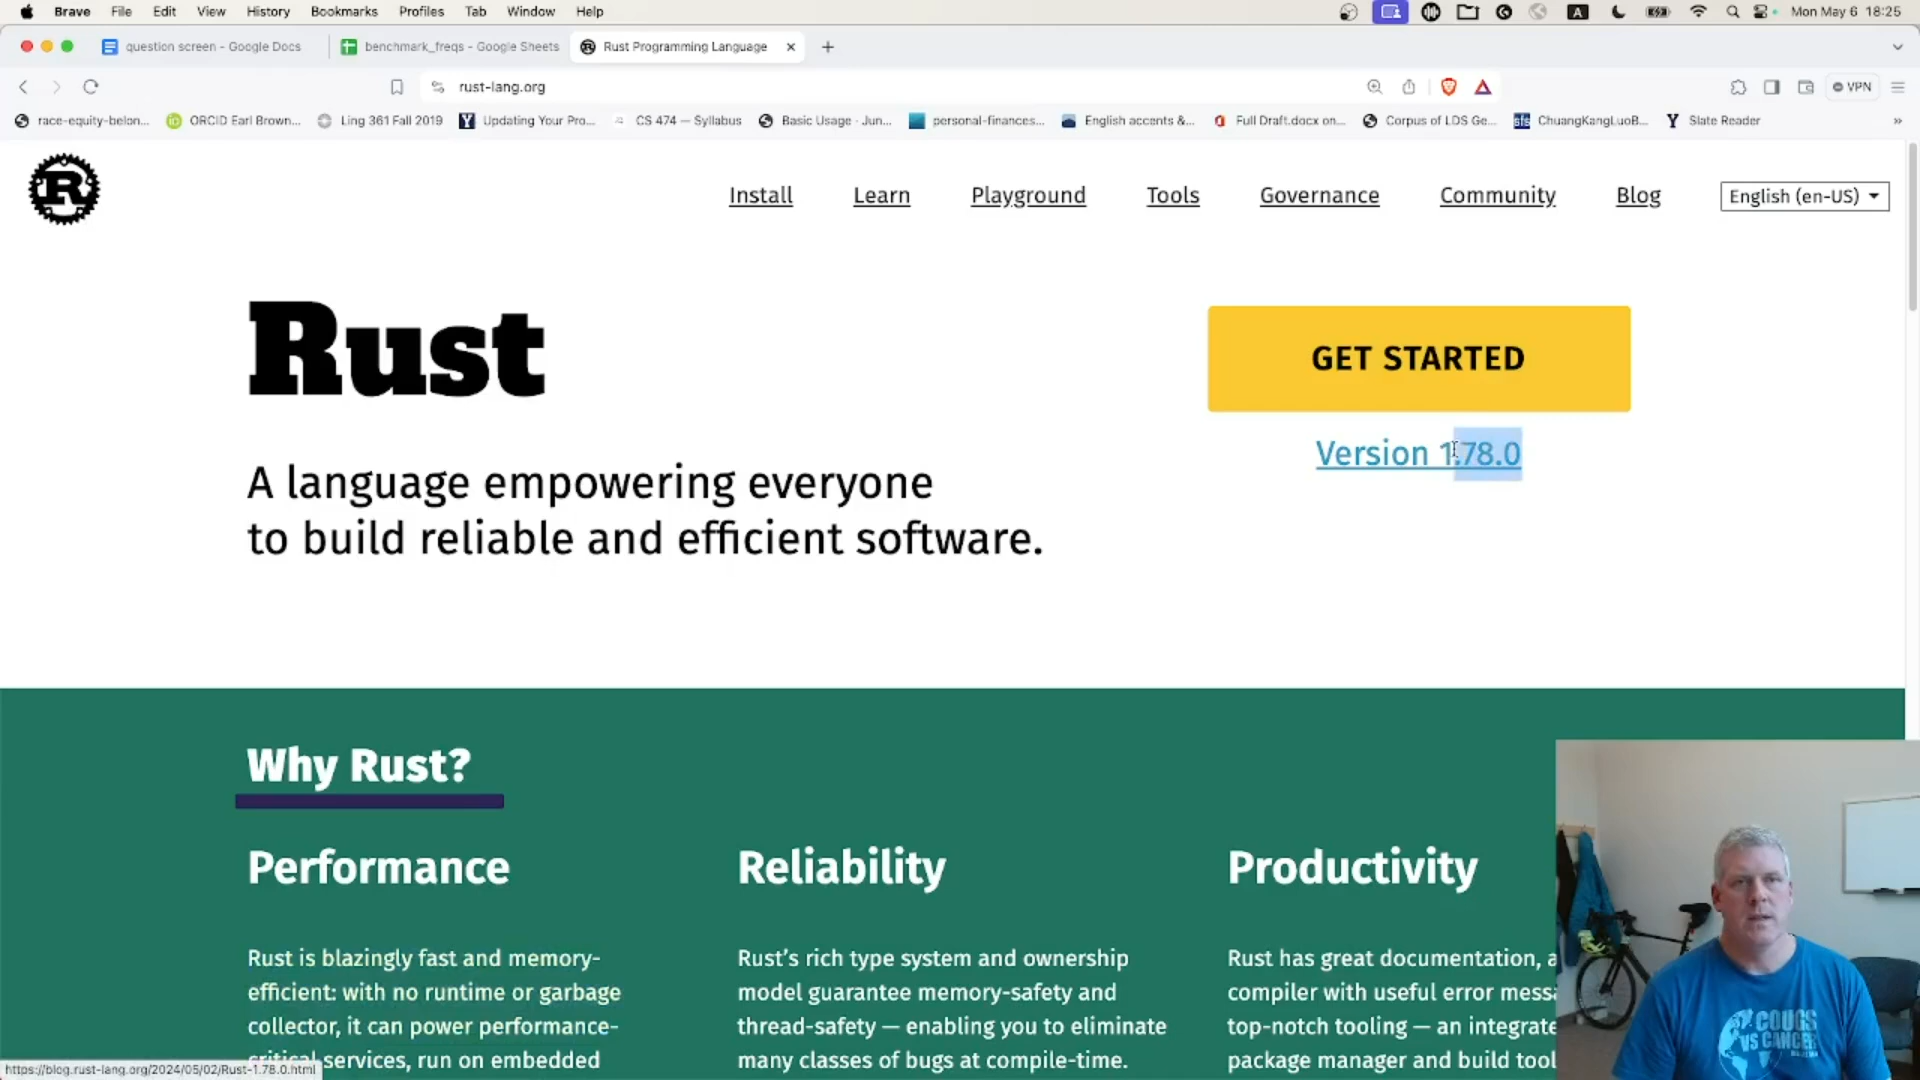 Brave File Edit View History Bookmarks Profiles Tab Window Help
A
Mon May 6 18:25
question screen - Google Docs
benchmark_freqs - Google Sheets
Rust Programming Language
rust-lang.org
VPN
race-equity-belon...
ORCID Earl Brown...
Ling 361 Fall 2019
Updating Your Pro...
CS 474 — Syllabus
Basic Usage · Jun...
personal-finances...
English accents &...
Full Draft.docx on...
Corpus of LDS Ge...
ChuangKangLuoB...
Slate Reader
»
R
Install
Learn
Playground
Tools
Governance
Community
Blog
English (en-US)
Rust
GET STARTED
Version 1.78.0
A language empowering everyone
to build reliable and efficient software.
Why Rust?
Performance
Rust is blazingly fast and memory-
efficient: with no runtime or garbage
collector, it can power performance-
critical services, run on embedded
Reliability
Rust’s rich type system and ownership
model guarantee memory-safety and
thread-safety — enabling you to eliminate
many classes of bugs at compile-time.
Productivity
Rust has great documentation, a
compiler with useful error messa
top-notch tooling — an integrate
package manager and build tool
https://blog.rust-lang.org/2024/05/02/Rust-1.78.0.html
COUGS
VS CANCER